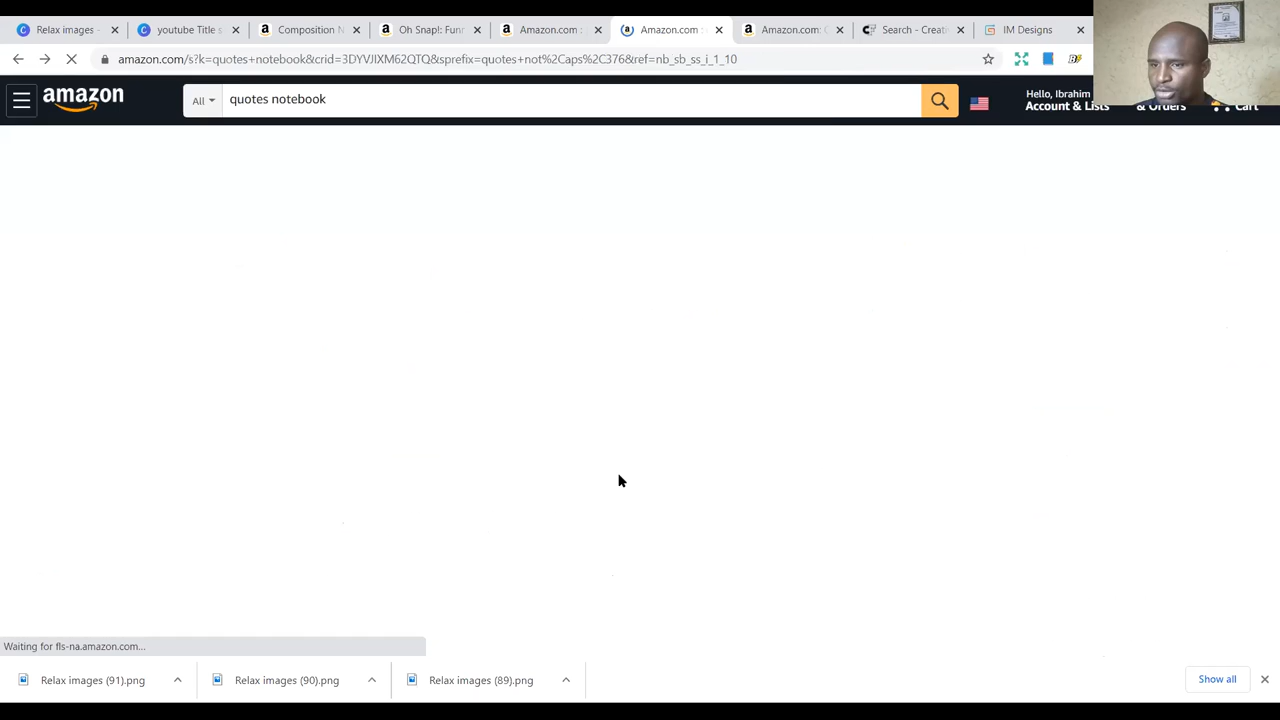 Relax images -
youtube Title s
Composition N
Oh Snap!: Funn
Amazon.com :
Amazon.com :
Amazon.com:
Search - Creati
IM Designs
amazon.com/s?k=quotes+notebook&crid=3DXVIJXM62QTQ&sprefix=quotes+not%2Caps%2C376&ref=nb_sb_ss_i_1_10
amazon
All
quotes notebook
Hello, Ibrahim
Account & Lists
& Orders
Cart
Waiting for fls-na.amazon.com...
Relax images (91).png
Relax images (90).png
Relax images (89).png
Show all